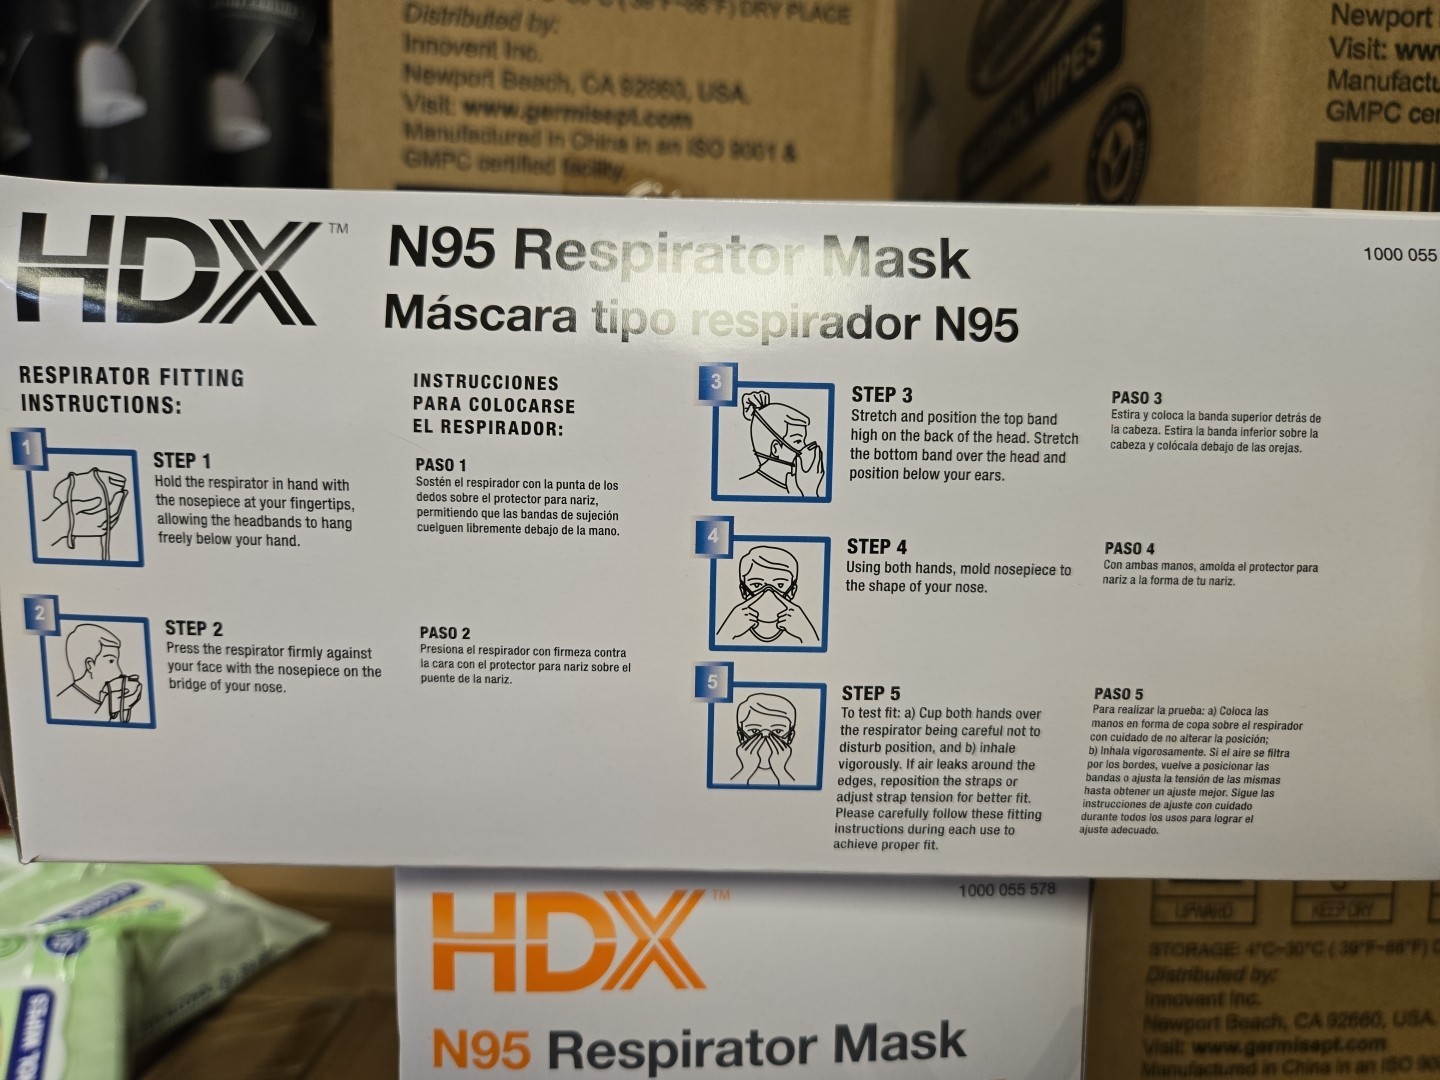 DRY PLACE
Distributed by:
Innovent Inc.
Newport Beach, CA 92660, USA.
Visit: www.germisept.com
Manufactured in China in an ISO 9001 &
GMPC certified facility.
WIPES
Newport
Visit: ww
Manufactu
GMPC cer
HDX™
N95 Respirator Mask
Máscara tipo respirador N95
1000 055
RESPIRATOR FITTING
INSTRUCTIONS:
1
STEP 1
Hold the respirator in hand with
the nosepiece at your fingertips,
allowing the headbands to hang
freely below your hand.
2
STEP 2
Press the respirator firmly against
your face with the nosepiece on the
bridge of your nose.
INSTRUCCIONES
PARA COLOCARSE
EL RESPIRADOR:
PASO 1
Sostén el respirador con la punta de los
dedos sobre el protector para nariz,
permitiendo que las bandas de sujeción
cuelguen libremente debajo de la mano.
PASO 2
Presiona el respirador con firmeza contra
la cara con el protector para nariz sobre el
puente de la nariz.
3
STEP 3
Stretch and position the top band
high on the back of the head. Stretch
the bottom band over the head and
position below your ears.
PASO 3
Estira y coloca la banda superior detrás de
la cabeza. Estira la banda inferior sobre la
cabeza y colócala debajo de las orejas.
4
STEP 4
Using both hands, mold nosepiece to
the shape of your nose.
PASO 4
Con ambas manos, amolda el protector para
nariz a la forma de tu nariz.
5
STEP 5
To test fit: a) Cup both hands over
the respirator being careful not to
disturb position, and b) inhale
vigorously. If air leaks around the
edges, reposition the straps or
adjust strap tension for better fit.
Please carefully follow these fitting
instructions during each use to
achieve proper fit.
PASO 5
Para realizar la prueba: a) Coloca las
manos en forma de copa sobre el respirador
con cuidado de no alterar la posición;
b) Inhala vigorosamente. Si el aire se filtra
por los bordes, vuelve a posicionar las
bandas o ajusta la tensión de las mismas
hasta obtener un ajuste mejor. Sigue las
instrucciones de ajuste con cuidado
durante todos los usos para lograr el
ajuste adecuado.
HDX™
1000 055 578
N95 Respirator Mask
WIPES
UPWARD
KEEP DRY
STORAGE: 4°C~30°C ( 39°F~86°F)
Distributed by:
Innovent Inc.
Newport Beach, CA 92660, USA.
Visit: www.germisept.com
Manufactured in China in an ISO